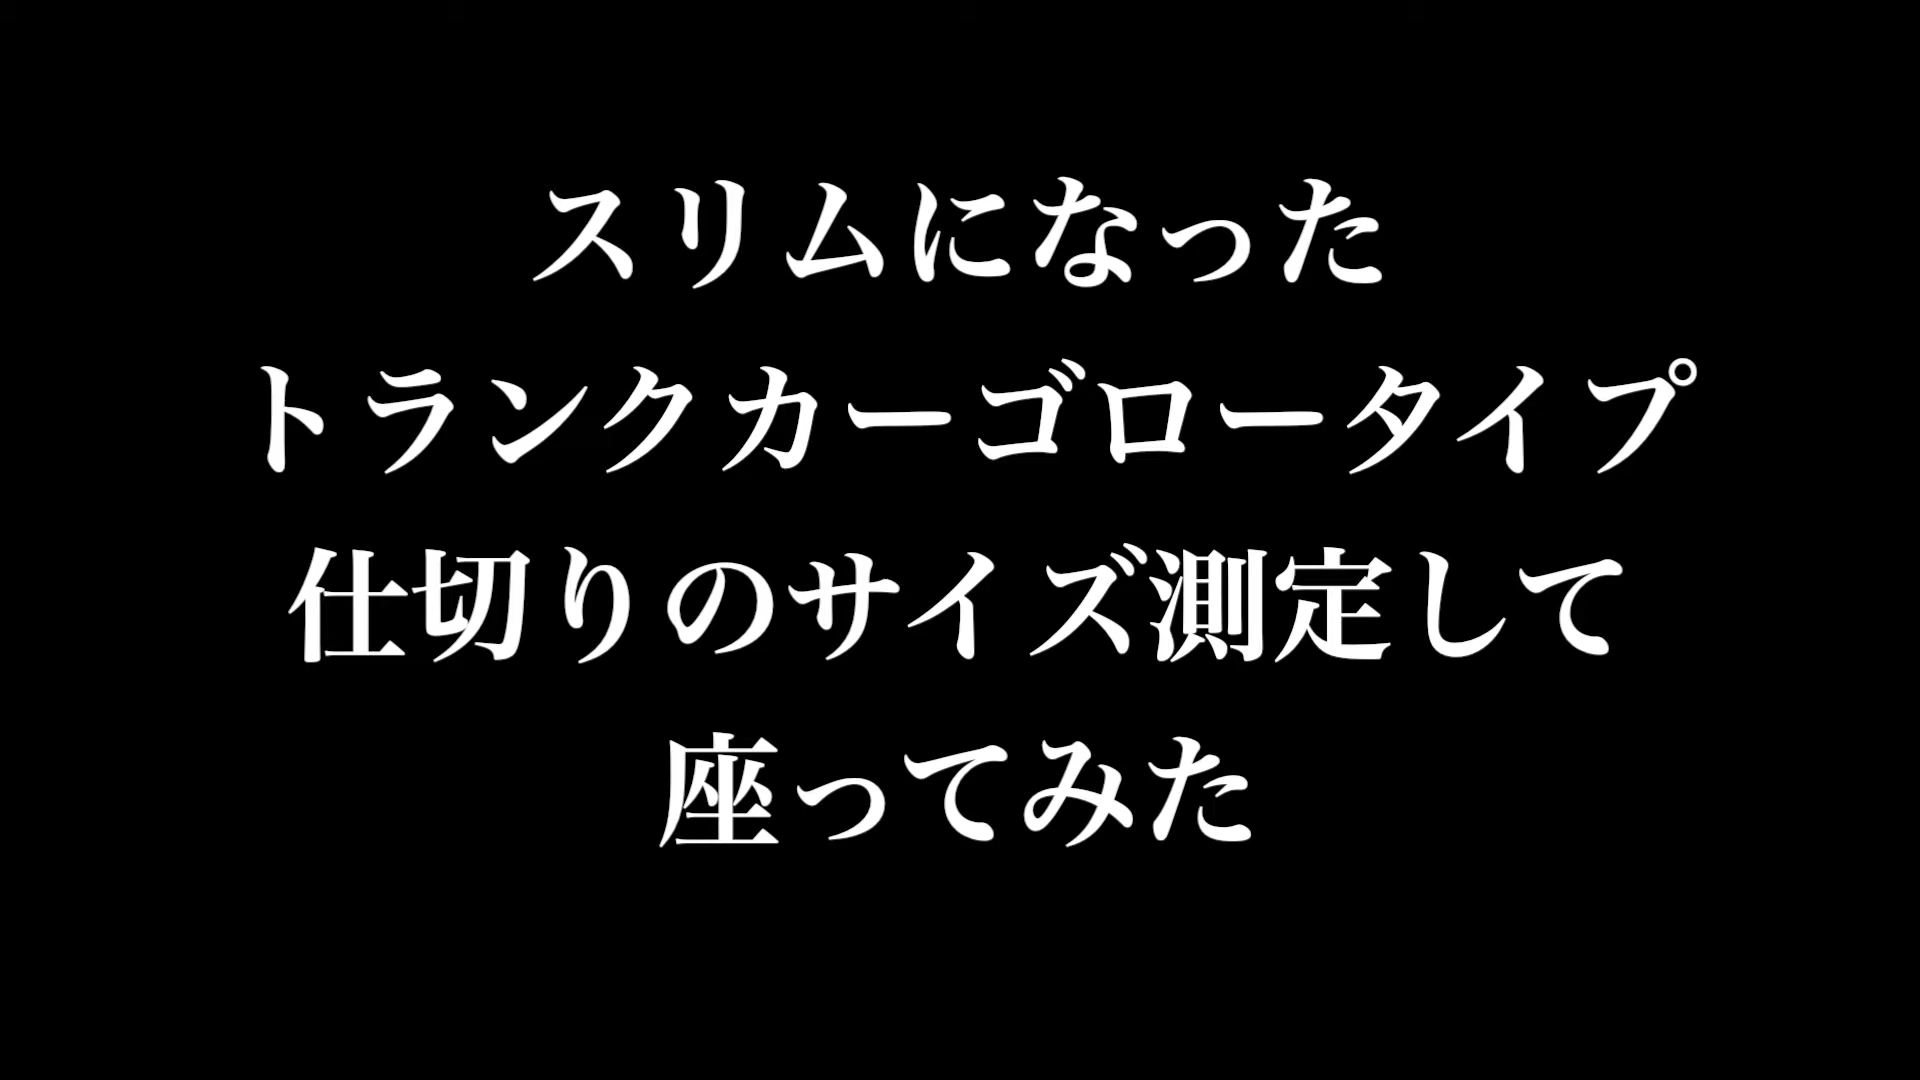 スリムになった
トランクカーゴロータイプ
仕切りのサイズ測定して
座ってみた